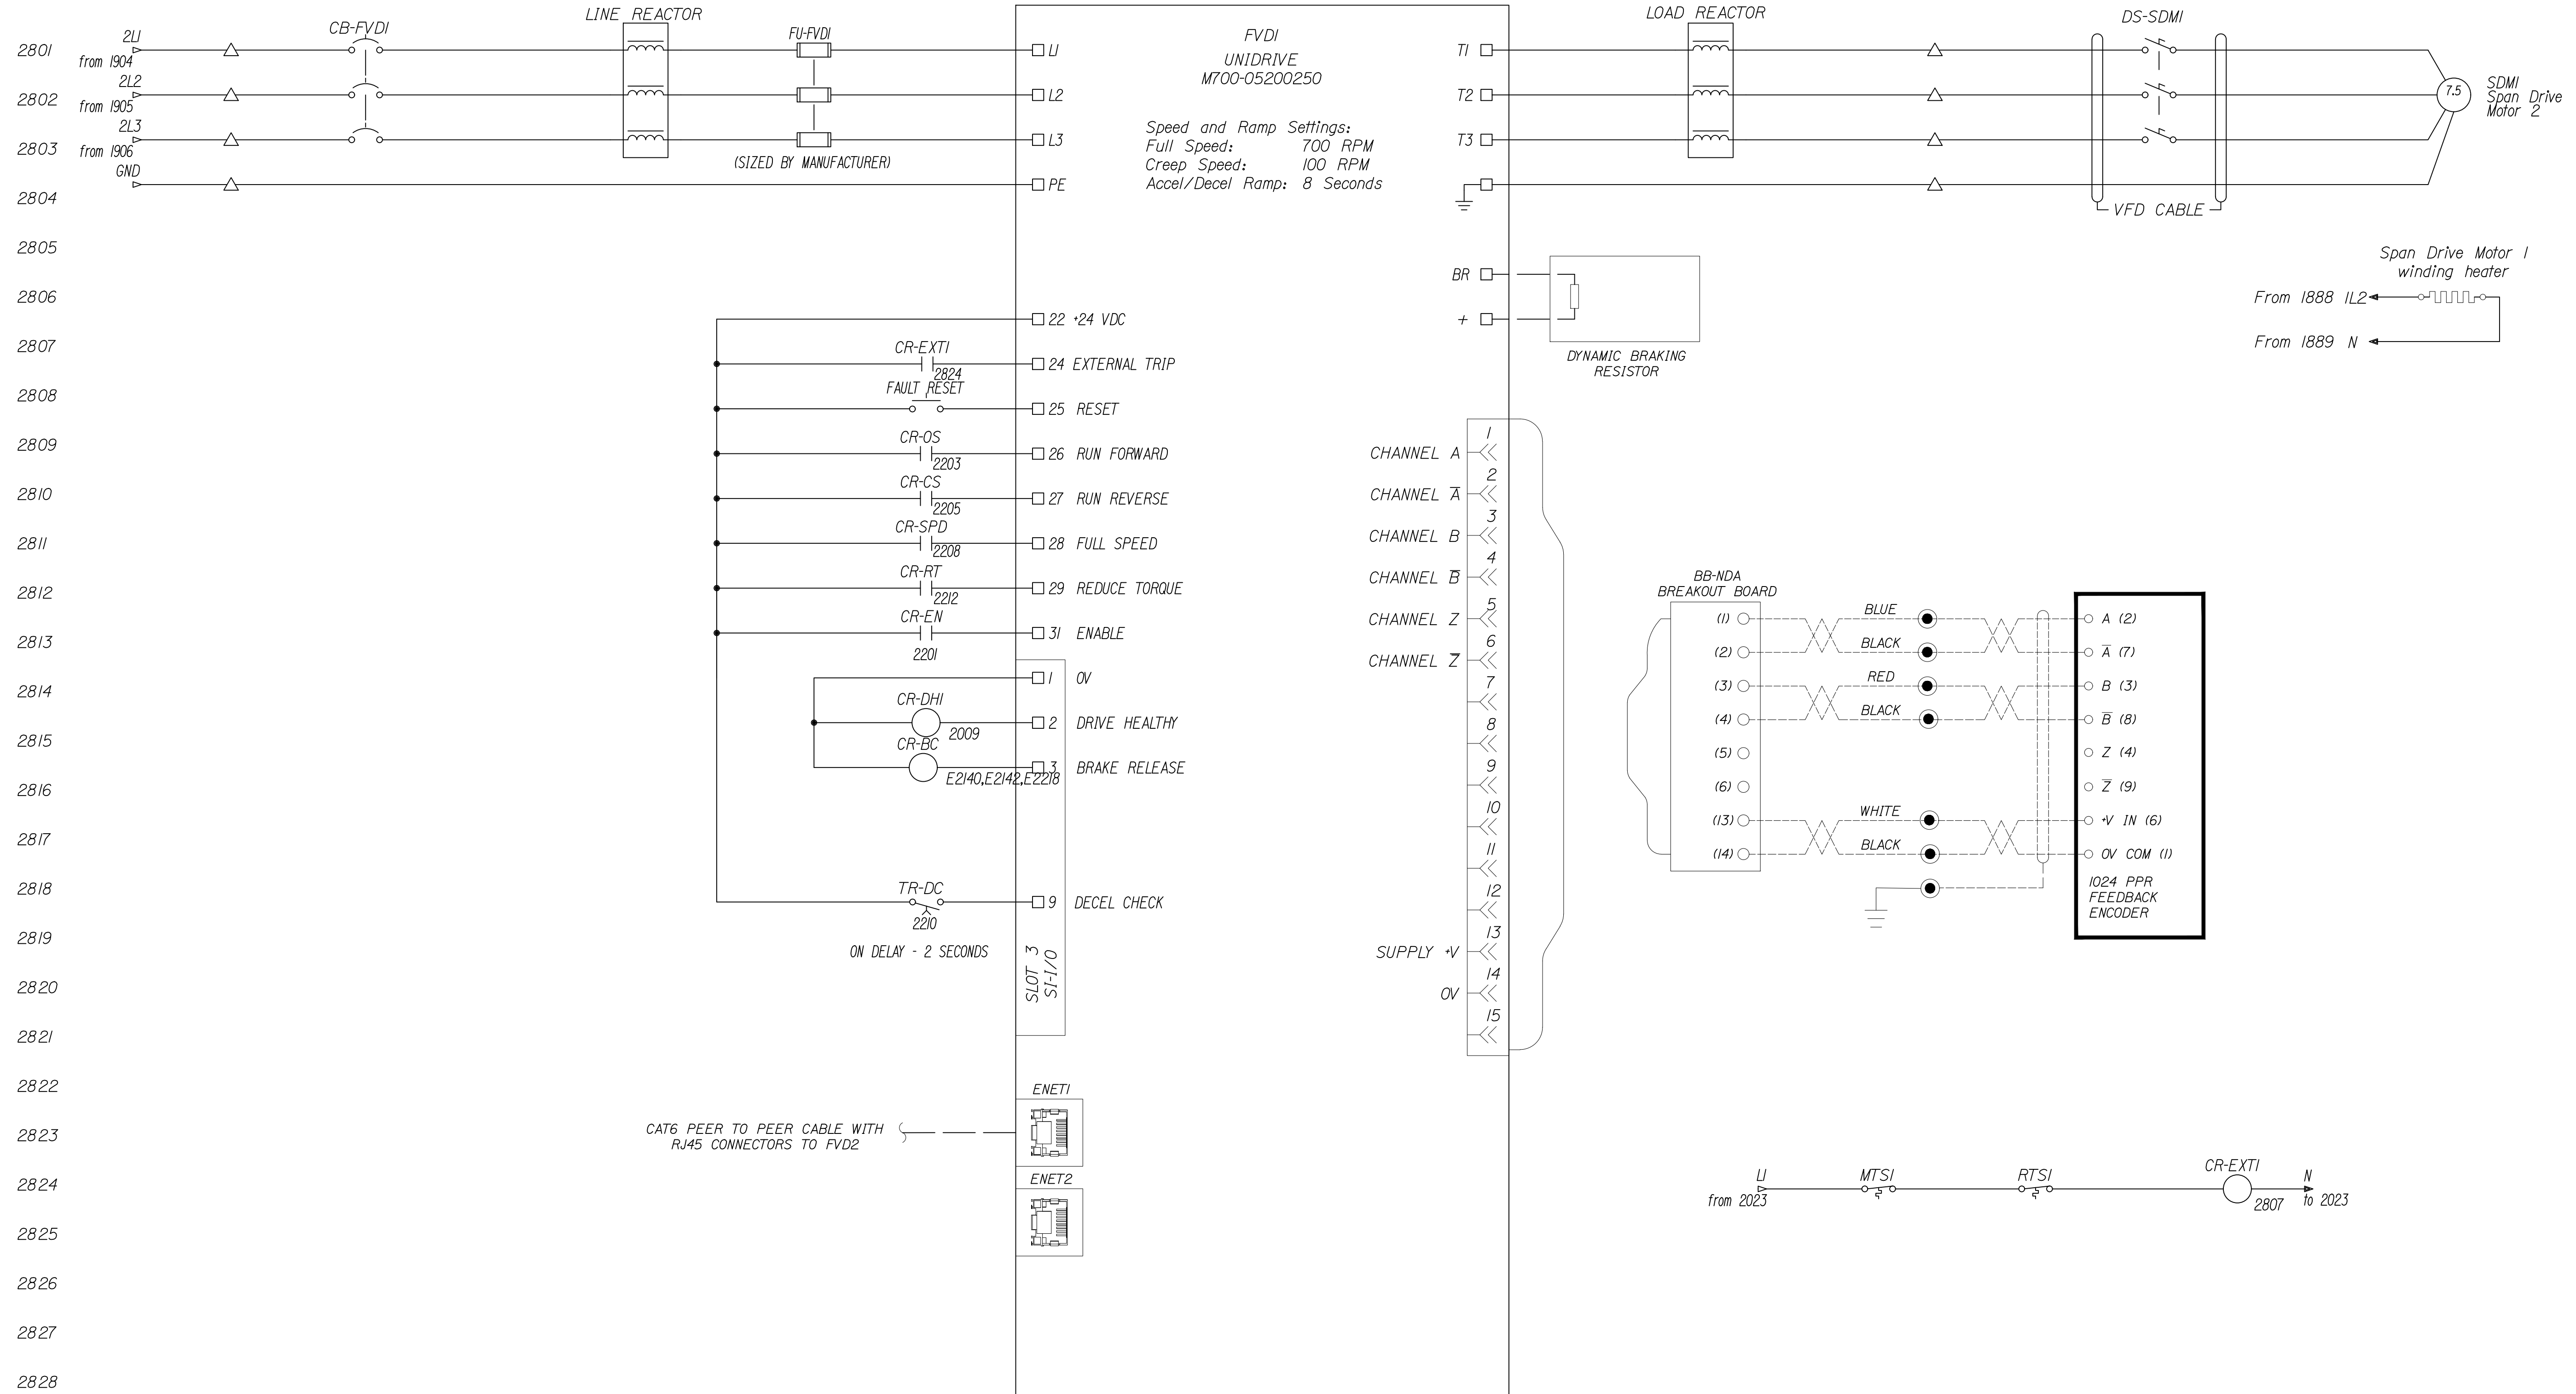 2801
2802
2803
2804
2805
2806
2807
2808
2809
2810
2811
2812
2813
2814
2815
2816
2817
2818
2819
2820
2821
2822
2823
2824
2825
2826
2827
2828
2L1
from 1904
2L2
from 1905
2L3
from 1906
GND
CB-FVD1
LINE REACTOR
FU-FVD1
(SIZED BY MANUFACTURER)
L1
L2
L3
PE
FVD1
UNIDRIVE
M700-05200250
Speed and Ramp Settings:
Full Speed: 700 RPM
Creep Speed: 100 RPM
Accel/Decel Ramp: 8 Seconds
T1
T2
T3
LOAD REACTOR
DS-SDM1
VFD CABLE
7.5
SDM1
Span Drive
Motor 2
Span Drive Motor 1
winding heater
From 1888 1L2
From 1889 N
BR
+
DYNAMIC BRAKING
RESISTOR
22 +24 VDC
CR-EXT1
2824
24 EXTERNAL TRIP
FAULT RESET
25 RESET
CR-OS
2203
26 RUN FORWARD
CR-CS
2205
27 RUN REVERSE
CR-SPD
2208
28 FULL SPEED
CR-RT
2212
29 REDUCE TORQUE
CR-EN
2201
31 ENABLE
1 0V
CR-DH1
2009
2 DRIVE HEALTHY
CR-BC
E2140,E2142,E2218
3 BRAKE RELEASE
TR-DC
2210
9 DECEL CHECK
ON DELAY - 2 SECONDS
SLOT 3
SI-I/O
ENET1
CAT6 PEER TO PEER CABLE WITH
RJ45 CONNECTORS TO FVD2
ENET2
1
CHANNEL A
2
CHANNEL A̅
3
CHANNEL B
4
CHANNEL B̅
5
CHANNEL Z
6
CHANNEL Z̅
7
8
9
10
11
12
13
SUPPLY +V
14
0V
15
BB-NDA
BREAKOUT BOARD
(1)
BLUE
A (2)
(2)
BLACK
A̅ (7)
(3)
RED
B (3)
(4)
BLACK
B̅ (8)
(5)
Z (4)
(6)
Z̅ (9)
(13)
WHITE
+V IN (6)
(14)
BLACK
0V COM (1)
1024 PPR
FEEDBACK
ENCODER
L1
from 2023
MTS1
RTS1
CR-EXT1
2807
N
to 2023